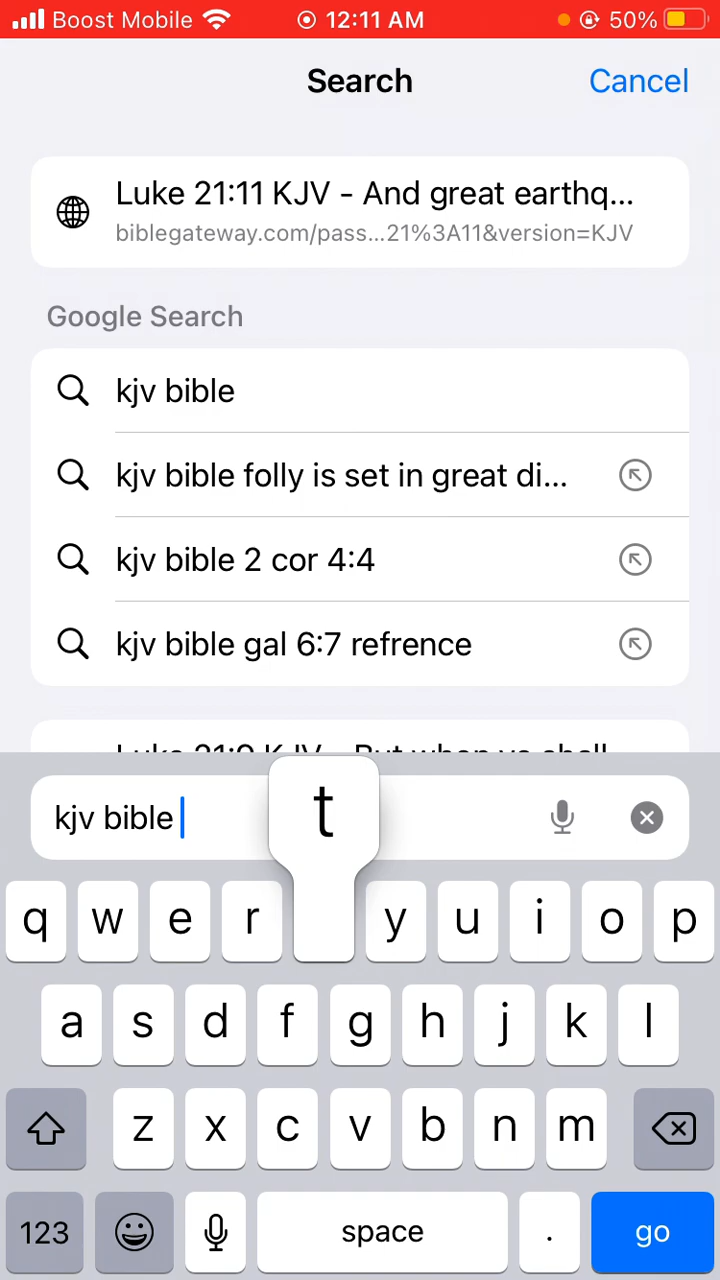 Boost Mobile 12:11 AM 50%
Search Cancel
Luke 21:11 KJV - And great earthq...
biblegateway.com/pass...21%3A11&version=KJV
Google Search
kjv bible
kjv bible folly is set in great di...
kjv bible 2 cor 4:4
kjv bible gal 6:7 refrence
Luke 21:9 KJV - But when ye shall
kjv bible
t
q w e r y u i o p
a s d f g h j k l
z x c v b n m
123 space . go